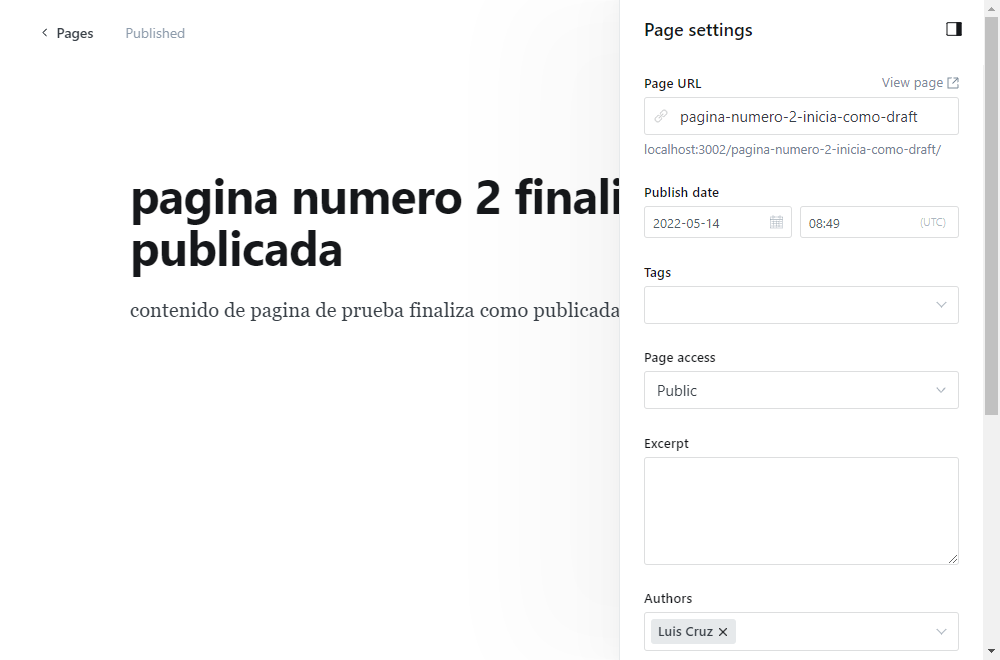 Pages
Published
pagina numero 2 finali
publicada
contenido de pagina de prueba finaliza como publicada
Page settings
Page URL
View page
pagina-numero-2-inicia-como-draft
localhost:3002/pagina-numero-2-inicia-como-draft/
Publish date
2022-05-14
08:49
(UTC)
Tags
Page access
Public
Excerpt
Authors
Luis Cruz